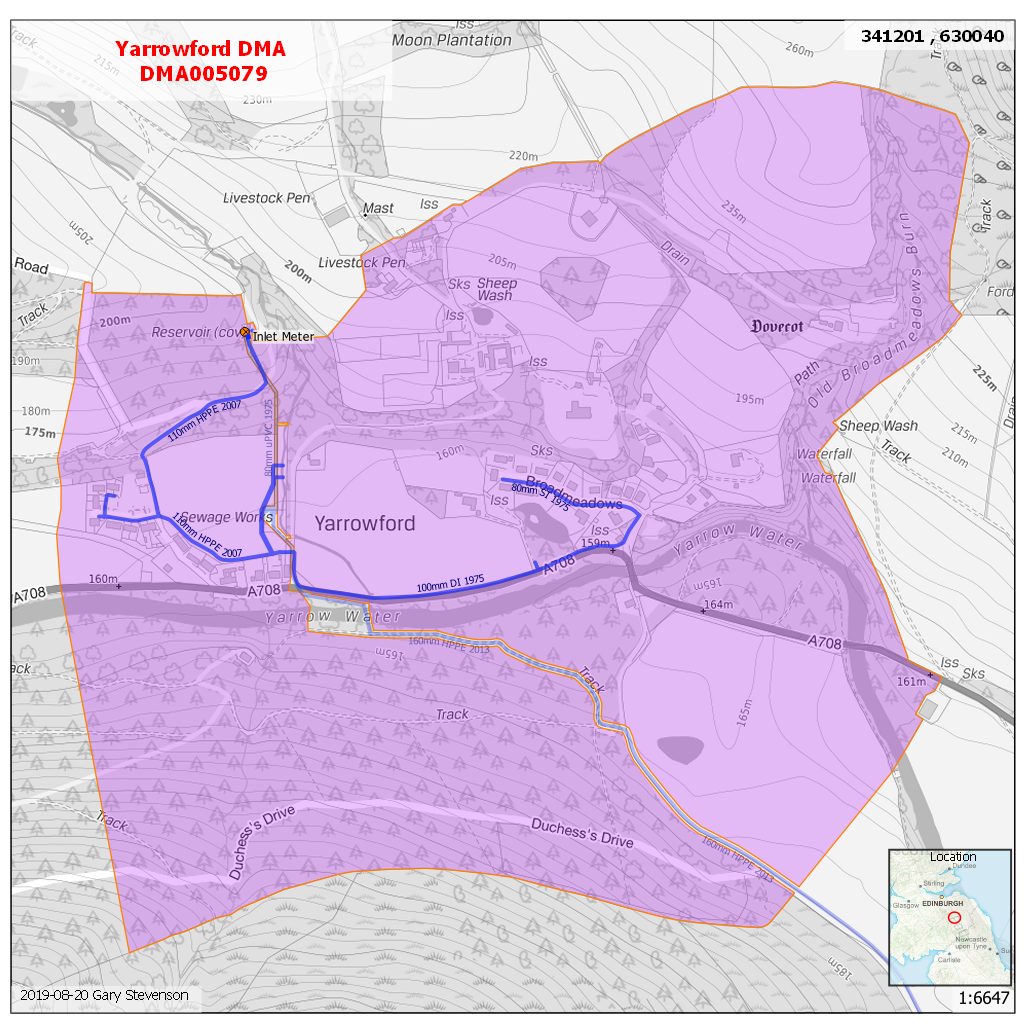 Yarrowford DMA
DMA005079
341201 , 630040
Iss
Moon Plantation
260m
Track
215m
230m
220m
Livestock Pen
Mast
Iss
235m
Track
205m
Road
200m
Livestock Pen
205m
Drain
Sks
Sheep
Wash
Iss
Ford
Track
200m
Reservoir (cov
Inlet Meter
Dovecot
Old Broadmeadows Burn
190m
Iss
Path
225m
180m
175m
110mm HPPE 2007
80mm uPVC 1975
195m
Drain
Sheep Wash
215m
Track
210m
160m
Sks
Waterfall
Waterfall
Broadmeadows
80mm SI 1975
Iss
Sewage Works
110mm HPPE 2007
Yarrowford
Iss
159m
Yarrow Water
A708
160m
A708
A708
100mm DI 1975
165m
164m
Yarrow Water
A708
160mm HPPE 2013
165m
Iss
Sks
161m
ack
Track
Track
165m
Track
Duchess's Drive
Duchess's Drive
160mm HPPE 2013
185m
Location
Dundee
Stirling
Glasgow
EDINBURGH
Newcastle
upon Tyne
Su
Carlisle
2019-08-20 Gary Stevenson
1:6647